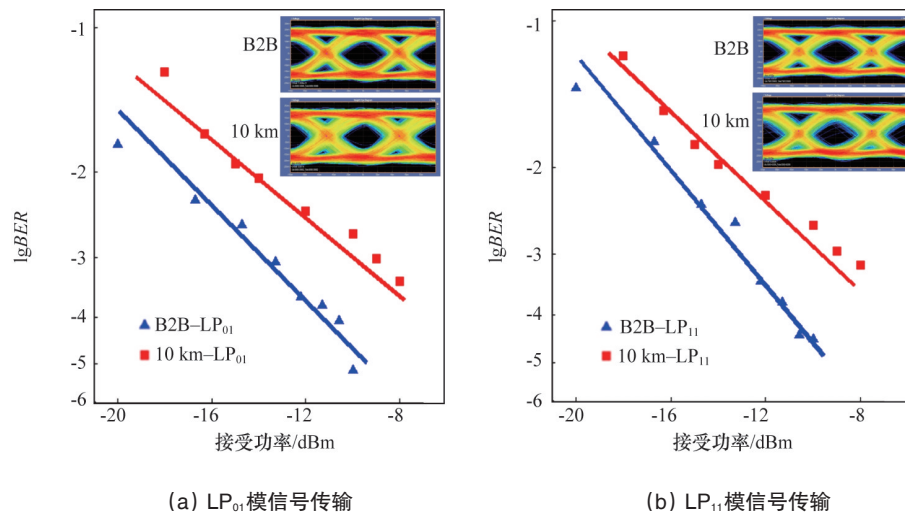 -1
-2
-3
-4
-5
-6
lgBER
B2B
10 km
B2B–LP₀₁
10 km–LP₀₁
-20
-16
-12
-8
接受功率/dBm
(a) LP₀₁模信号传输
-1
-2
-3
-4
-5
-6
lgBER
B2B
10 km
B2B–LP₁₁
10 km–LP₁₁
-20
-16
-12
-8
接受功率/dBm
(b) LP₁₁模信号传输